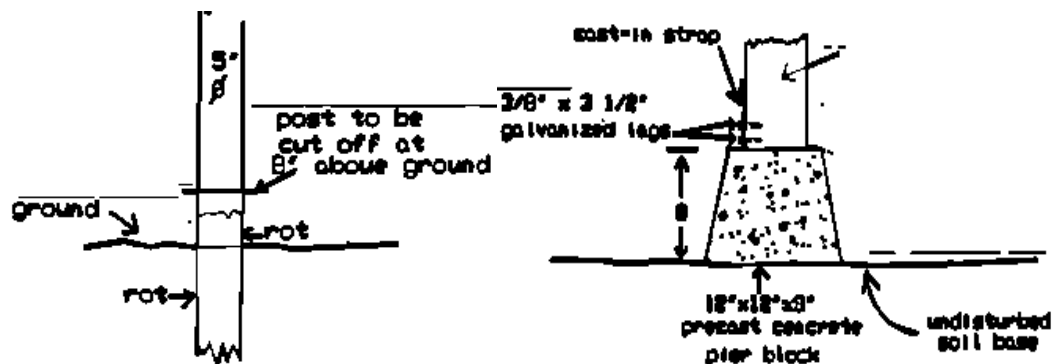 5"
ø
post to be
cut off at
8" above ground
ground
rot
rot
cast-in strap
3/8" x 3 1/2"
galvanized lags
8
12"x12"x8"
precast concrete
pier block
undisturbed
soil base